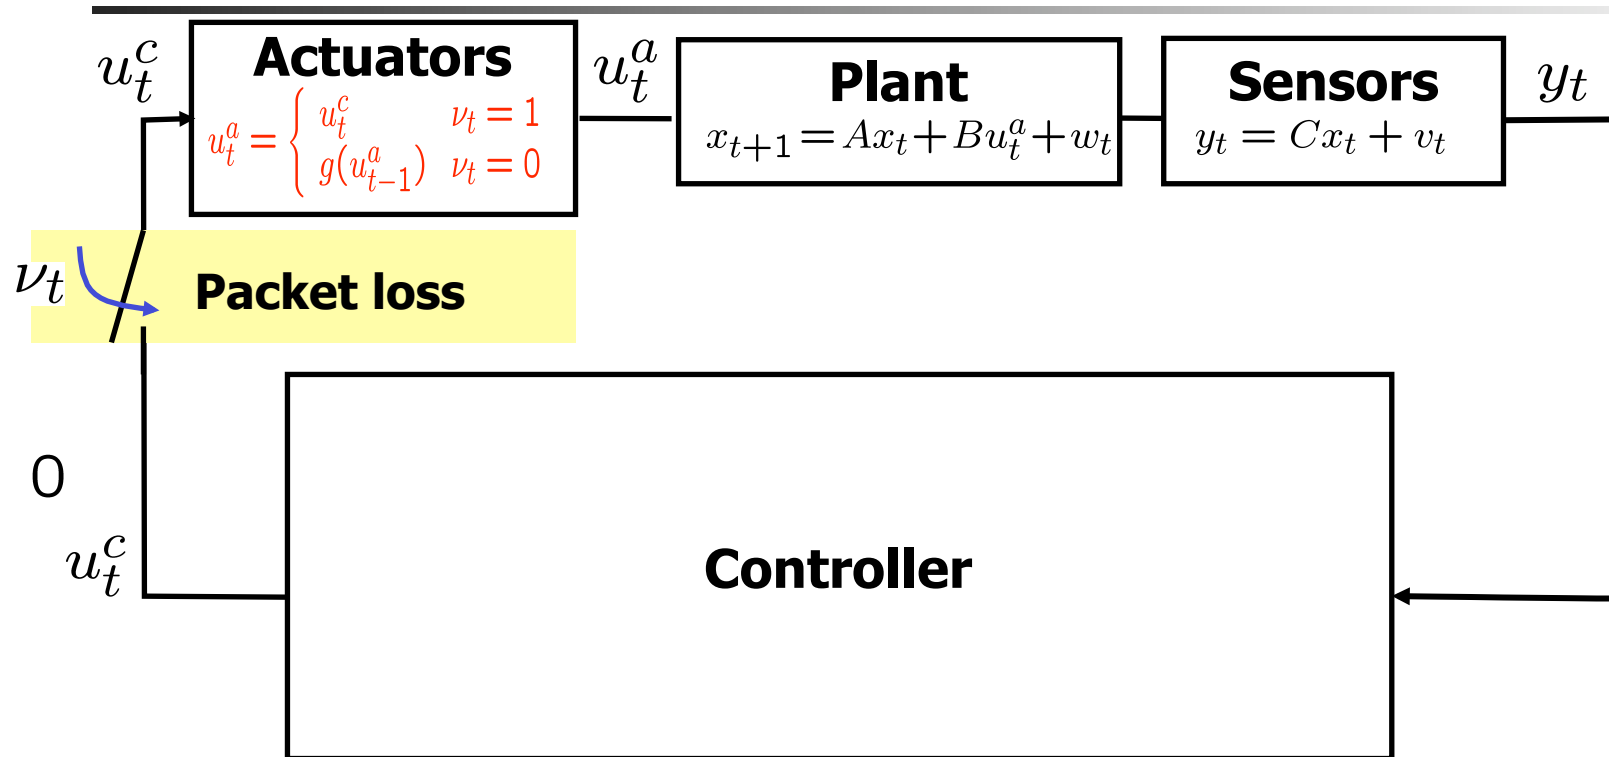 u_t^c
Actuators
u_t^a = { u_t^c ν_t = 1
g(u_{t-1}^a) ν_t = 0
u_t^a
Plant
x_{t+1} = Ax_t + Bu_t^a + w_t
Sensors
y_t = Cx_t + v_t
y_t
ν_t
Packet loss
0
u_t^c
Controller